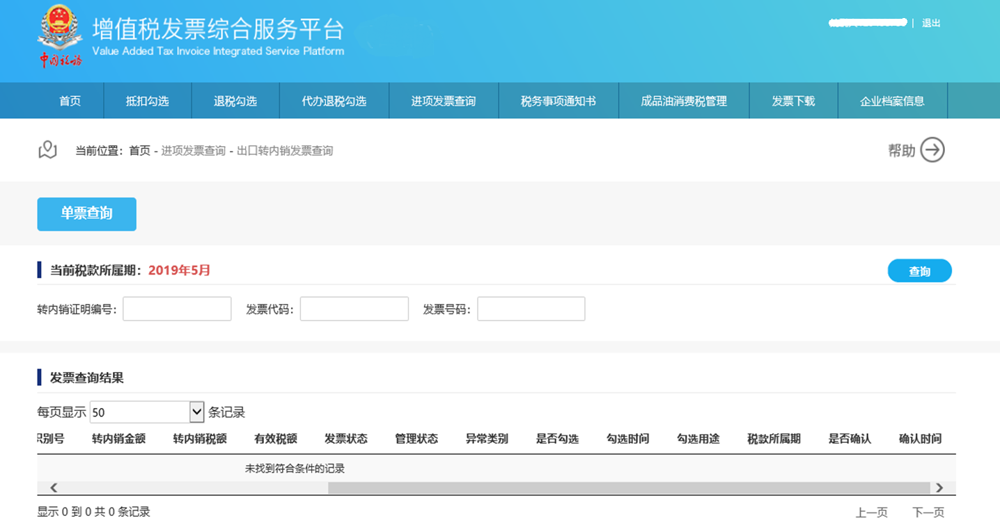 增值税发票综合服务平台
Value Added Tax Invoice Integrated Service Platform
中国税务
退出
首页 抵扣勾选 退税勾选 代办退税勾选 进项发票查询 税务事项通知书 成品油消费税管理 发票下载 企业档案信息
当前位置：首页 - 进项发票查询 - 出口转内销发票查询
帮助
单票查询
当前税款所属期：2019年5月
查询
转内销证明编号： 发票代码： 发票号码：
发票查询结果
每页显示 50 条记录
识别号 转内销金额 转内销税额 有效税额 发票状态 管理状态 异常类别 是否勾选 勾选时间 勾选用途 税款所属期 是否确认 确认时间
未找到符合条件的记录
显示 0 到 0 共 0 条记录
上一页 下一页